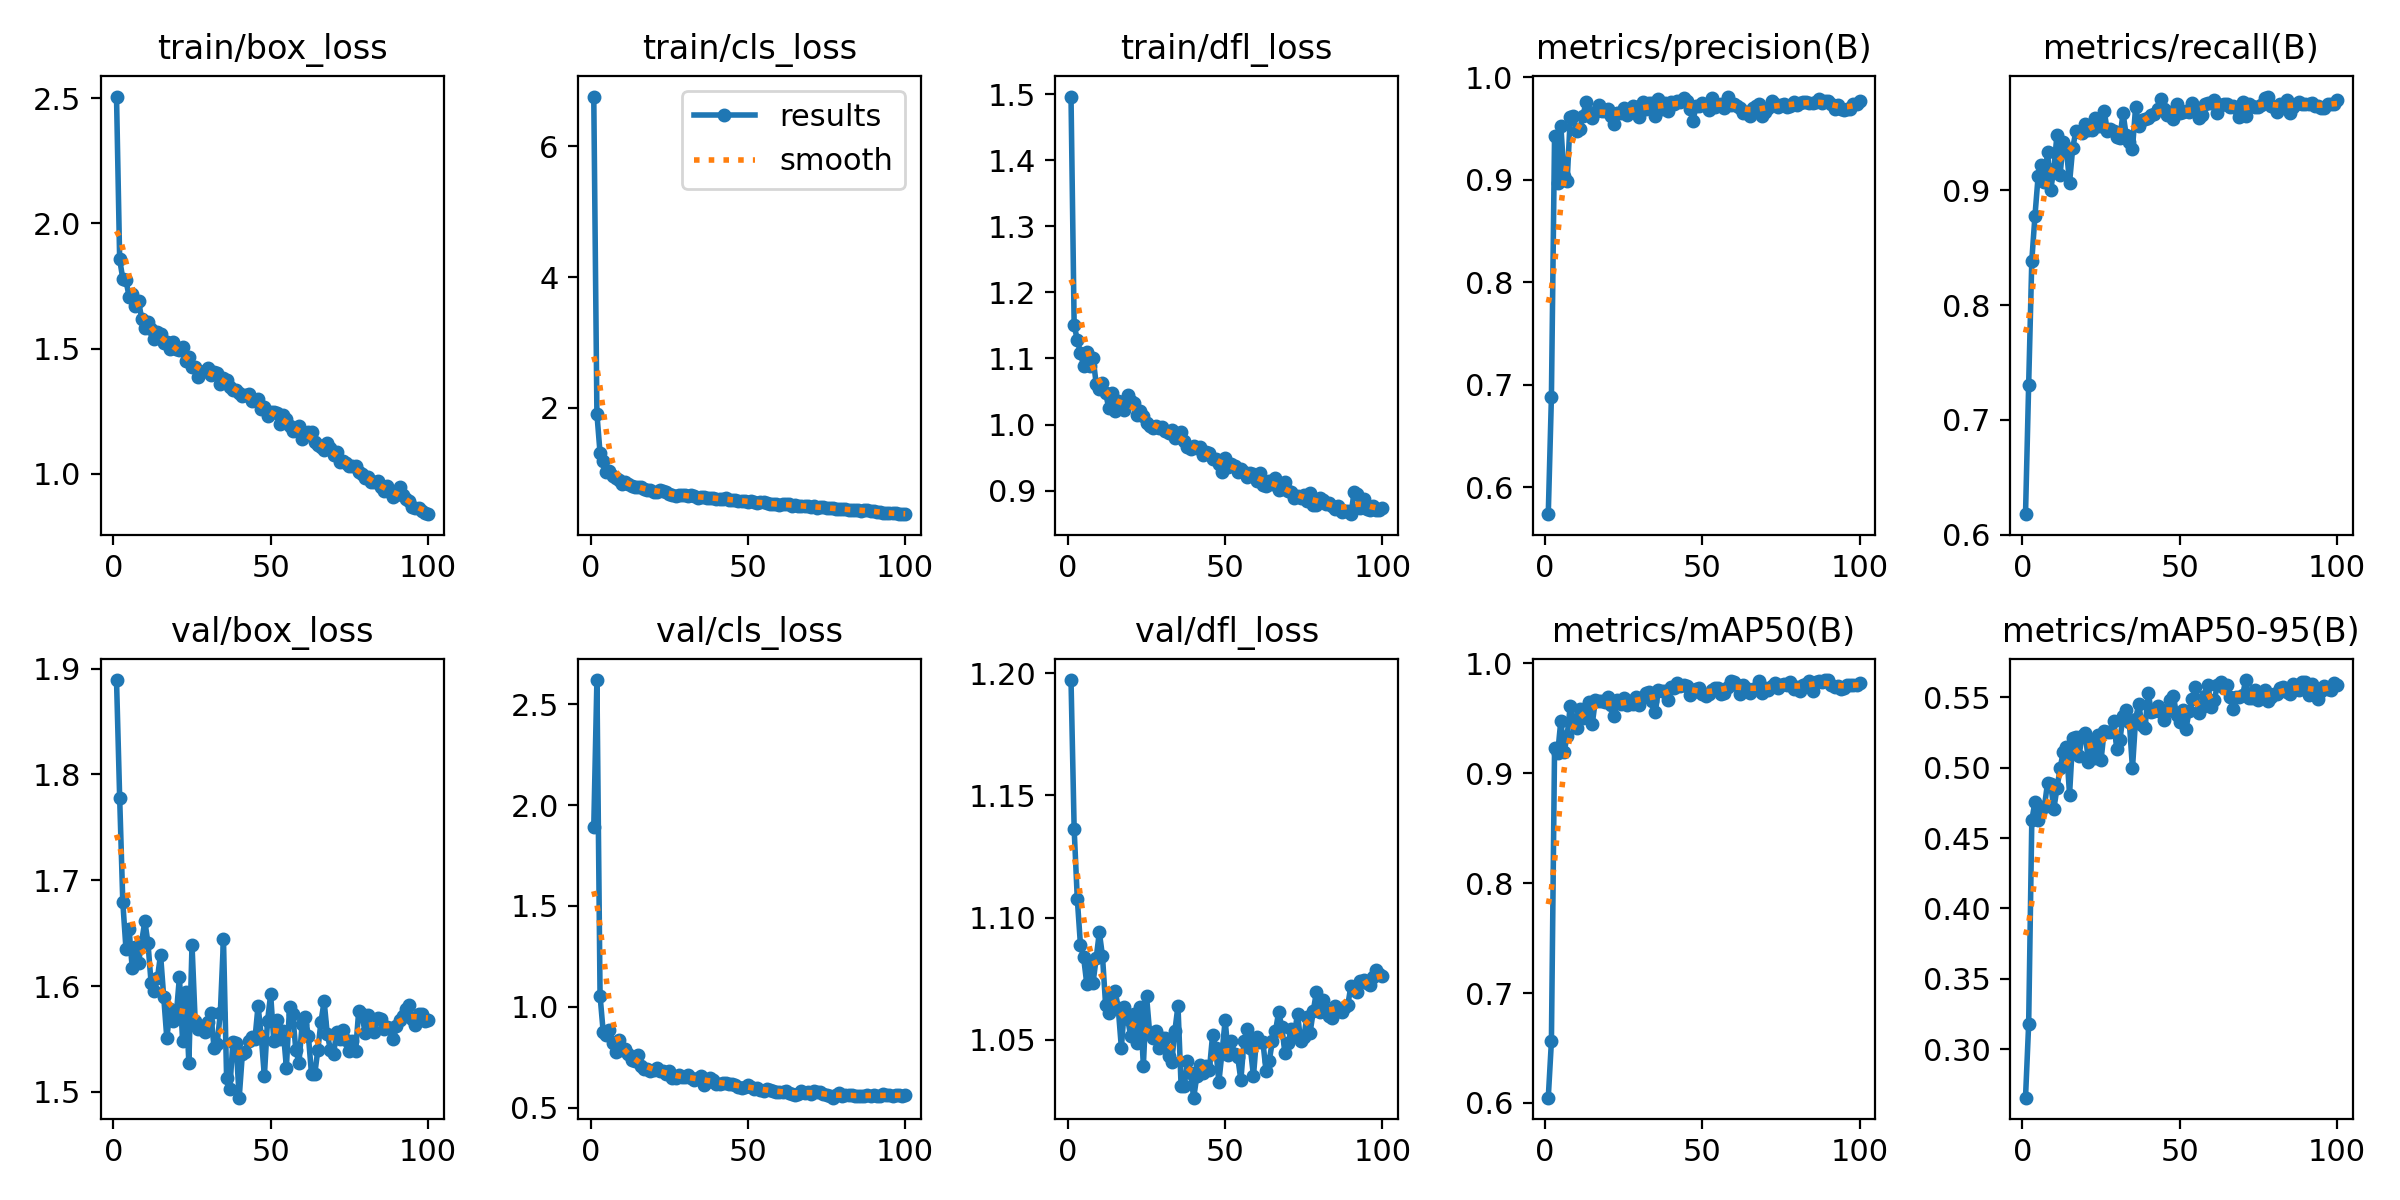 train/box_loss
2.5
2.0
1.5
1.0
0 50 100
train/cls_loss
results
smooth
6
4
2
0 50 100
train/dfl_loss
1.5
1.4
1.3
1.2
1.1
1.0
0.9
0 50 100
metrics/precision(B)
1.0
0.9
0.8
0.7
0.6
0 50 100
metrics/recall(B)
0.9
0.8
0.7
0.6
0 50 100
val/box_loss
1.9
1.8
1.7
1.6
1.5
0 50 100
val/cls_loss
2.5
2.0
1.5
1.0
0.5
0 50 100
val/dfl_loss
1.20
1.15
1.10
1.05
0 50 100
metrics/mAP50(B)
1.0
0.9
0.8
0.7
0.6
0 50 100
metrics/mAP50-95(B)
0.55
0.50
0.45
0.40
0.35
0.30
0 50 100